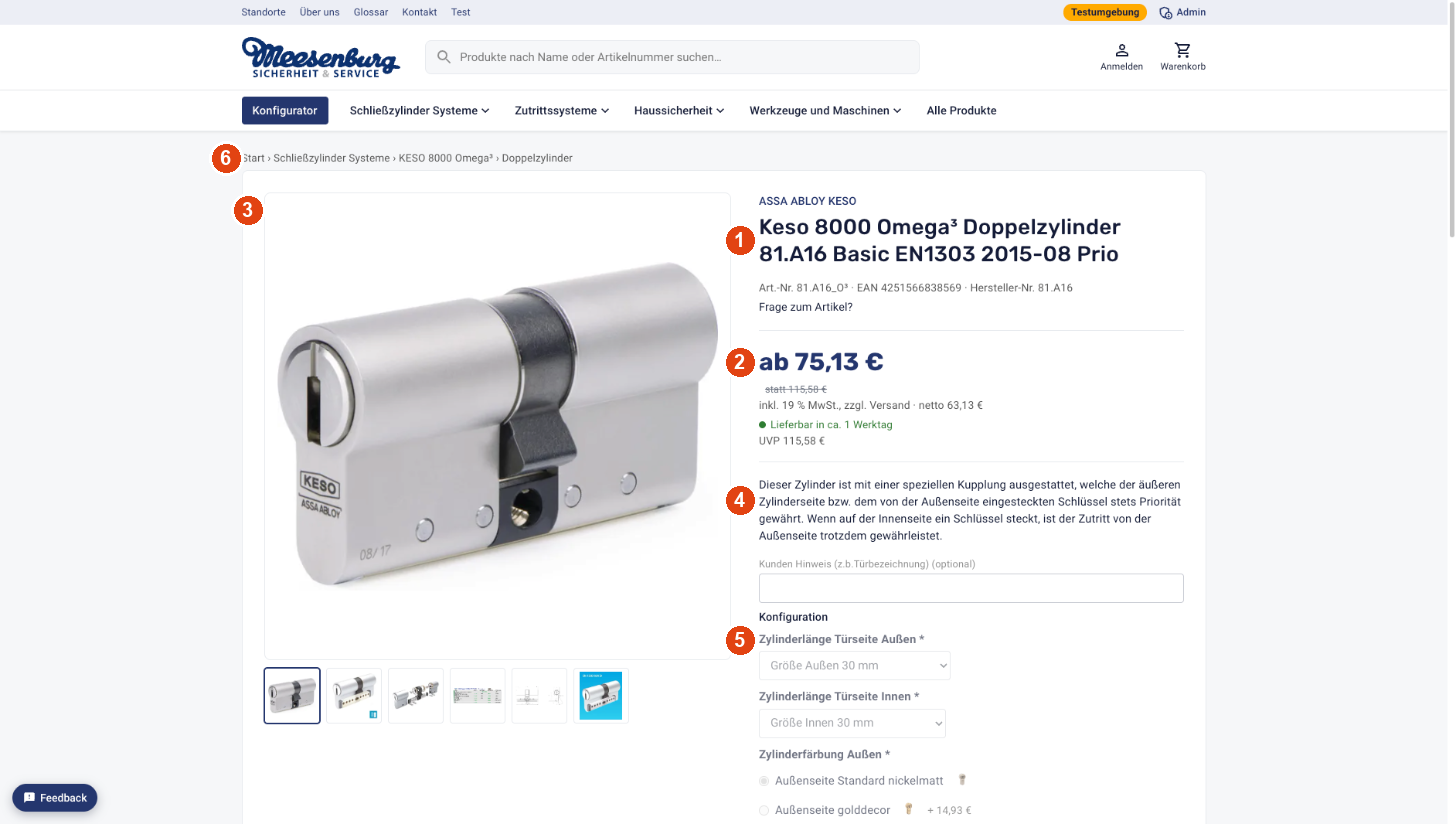 Standorte Über uns Glossar Kontakt Test
Testumgebung Admin
Meesenburg
SICHERHEIT & SERVICE
Produkte nach Name oder Artikelnummer suchen...
Anmelden Warenkorb
Konfigurator Schließzylinder Systeme Zutrittssysteme Haussicherheit Werkzeuge und Maschinen Alle Produkte
6 Start › Schließzylinder Systeme › KESO 8000 Omega³ › Doppelzylinder
3
KESO
ASSA ABLOY
08/17
ASSA ABLOY KESO
1
Keso 8000 Omega³ Doppelzylinder
81.A16 Basic EN1303 2015-08 Prio
Art.-Nr. 81.A16_O³ · EAN 4251566838569 · Hersteller-Nr. 81.A16
Frage zum Artikel?
2 ab 75,13 €
statt 115,58 €
inkl. 19 % MwSt., zzgl. Versand · netto 63,13 €
Lieferbar in ca. 1 Werktag
UVP 115,58 €
4
Dieser Zylinder ist mit einer speziellen Kupplung ausgestattet, welche der äußeren
Zylinderseite bzw. dem von der Außenseite eingesteckten Schlüssel stets Priorität
gewährt. Wenn auf der Innenseite ein Schlüssel steckt, ist der Zutritt von der
Außenseite trotzdem gewährleistet.
Kunden Hinweis (z.b.Türbezeichnung) (optional)
Konfiguration
5 Zylinderlänge Türseite Außen *
Größe Außen 30 mm
Zylinderlänge Türseite Innen *
Größe Innen 30 mm
Zylinderfärbung Außen *
Außenseite Standard nickelmatt
Außenseite golddecor + 14,93 €
Feedback